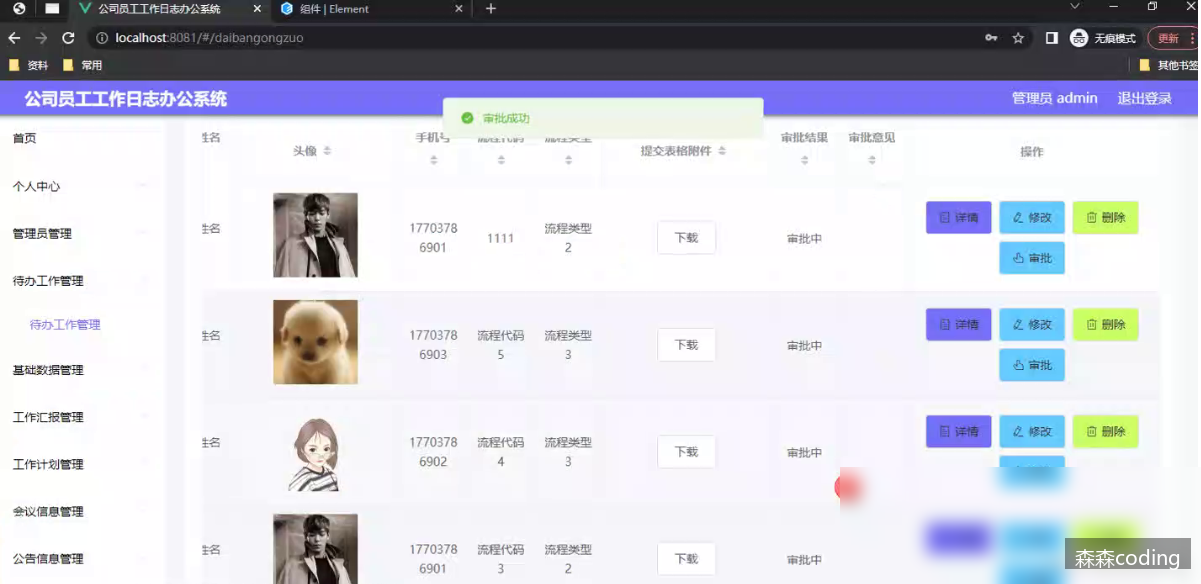 公司员工工作日志办公系统
组件 | Element
localhost:8081/#/daibangongzuo
无痕模式
更新
资料
常用
其他书签
公司员工工作日志办公系统
管理员 admin
退出登录
审批成功
首页
个人中心
管理员管理
待办工作管理
待办工作管理
基础数据管理
工作汇报管理
工作计划管理
会议信息管理
公告信息管理
姓名
头像
手机号
流程代码
流程类型
提交表格附件
审批结果
审批意见
操作
姓名
1770378
6901
1111
流程类型
2
下载
审批中
详情
修改
删除
审批
姓名
1770378
6903
流程代码
5
流程类型
3
下载
审批中
详情
修改
删除
审批
姓名
1770378
6902
流程代码
4
流程类型
3
下载
审批中
详情
修改
删除
姓名
1770378
6901
流程代码
3
流程类型
2
下载
审批中
森森coding